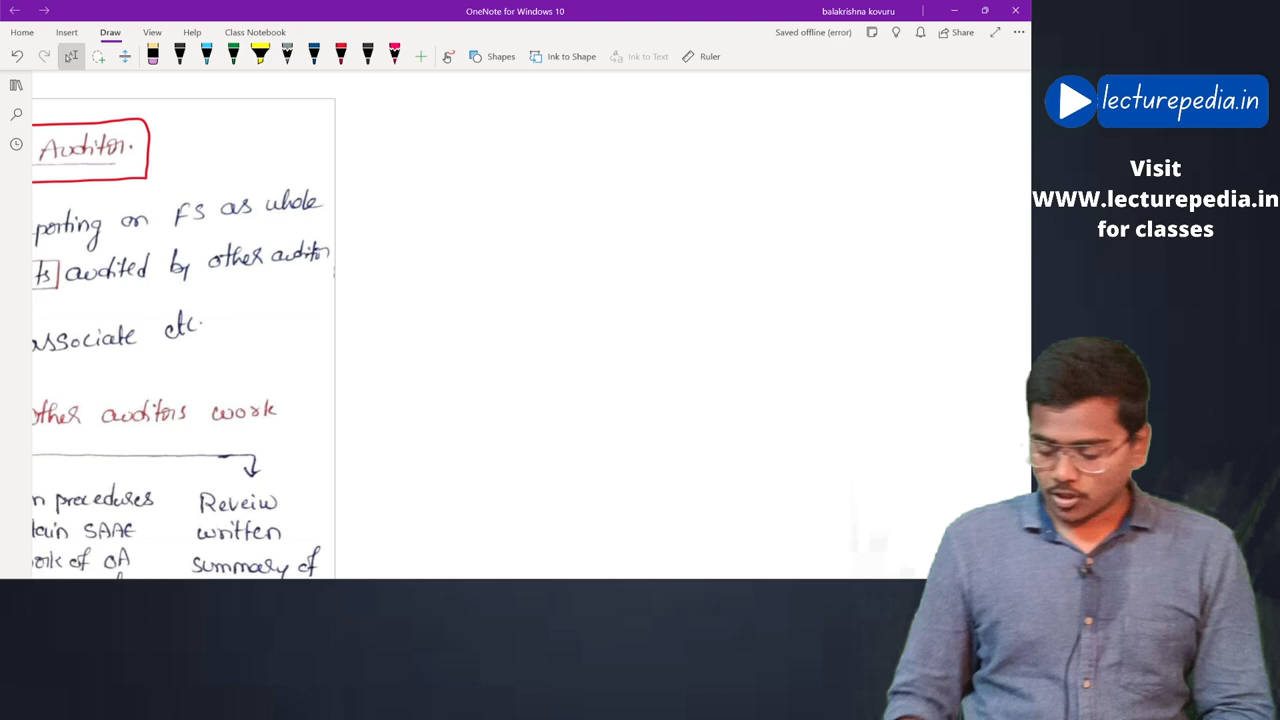 OneNote for Windows 10
balakrishna kovuru
Home Insert Draw View Help Class Notebook
Saved offline (error)
Share
Shapes
Ink to Shape
Ink to Text
Ruler
Auditor.
porting on FS as whole
ts audited by other auditor
associate etc.
other auditors work
n procedures
tain SAAE
ork of OA
Reveiw
written
summary of
lecturepedia.in
Visit
WWW.lecturepedia.in
for classes